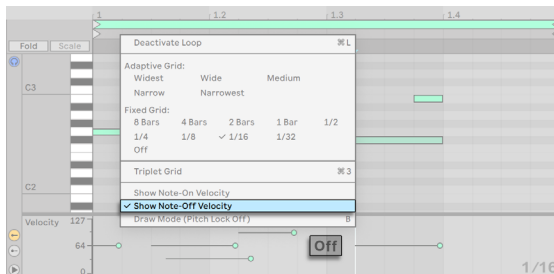 1 1.2 1.3 1.4
Fold Scale
Deactivate Loop ⌘L
Adaptive Grid:
Widest Wide Medium
Narrow Narrowest
C3
Fixed Grid:
8 Bars 4 Bars 2 Bars 1 Bar 1/2
1/4 1/8 ✓ 1/16 1/32
Off
Triplet Grid ⌘3
C2
Show Note-On Velocity
✓ Show Note-Off Velocity
Draw Mode (Pitch Lock Off) B
Velocity 127
64
Off
0
1/16